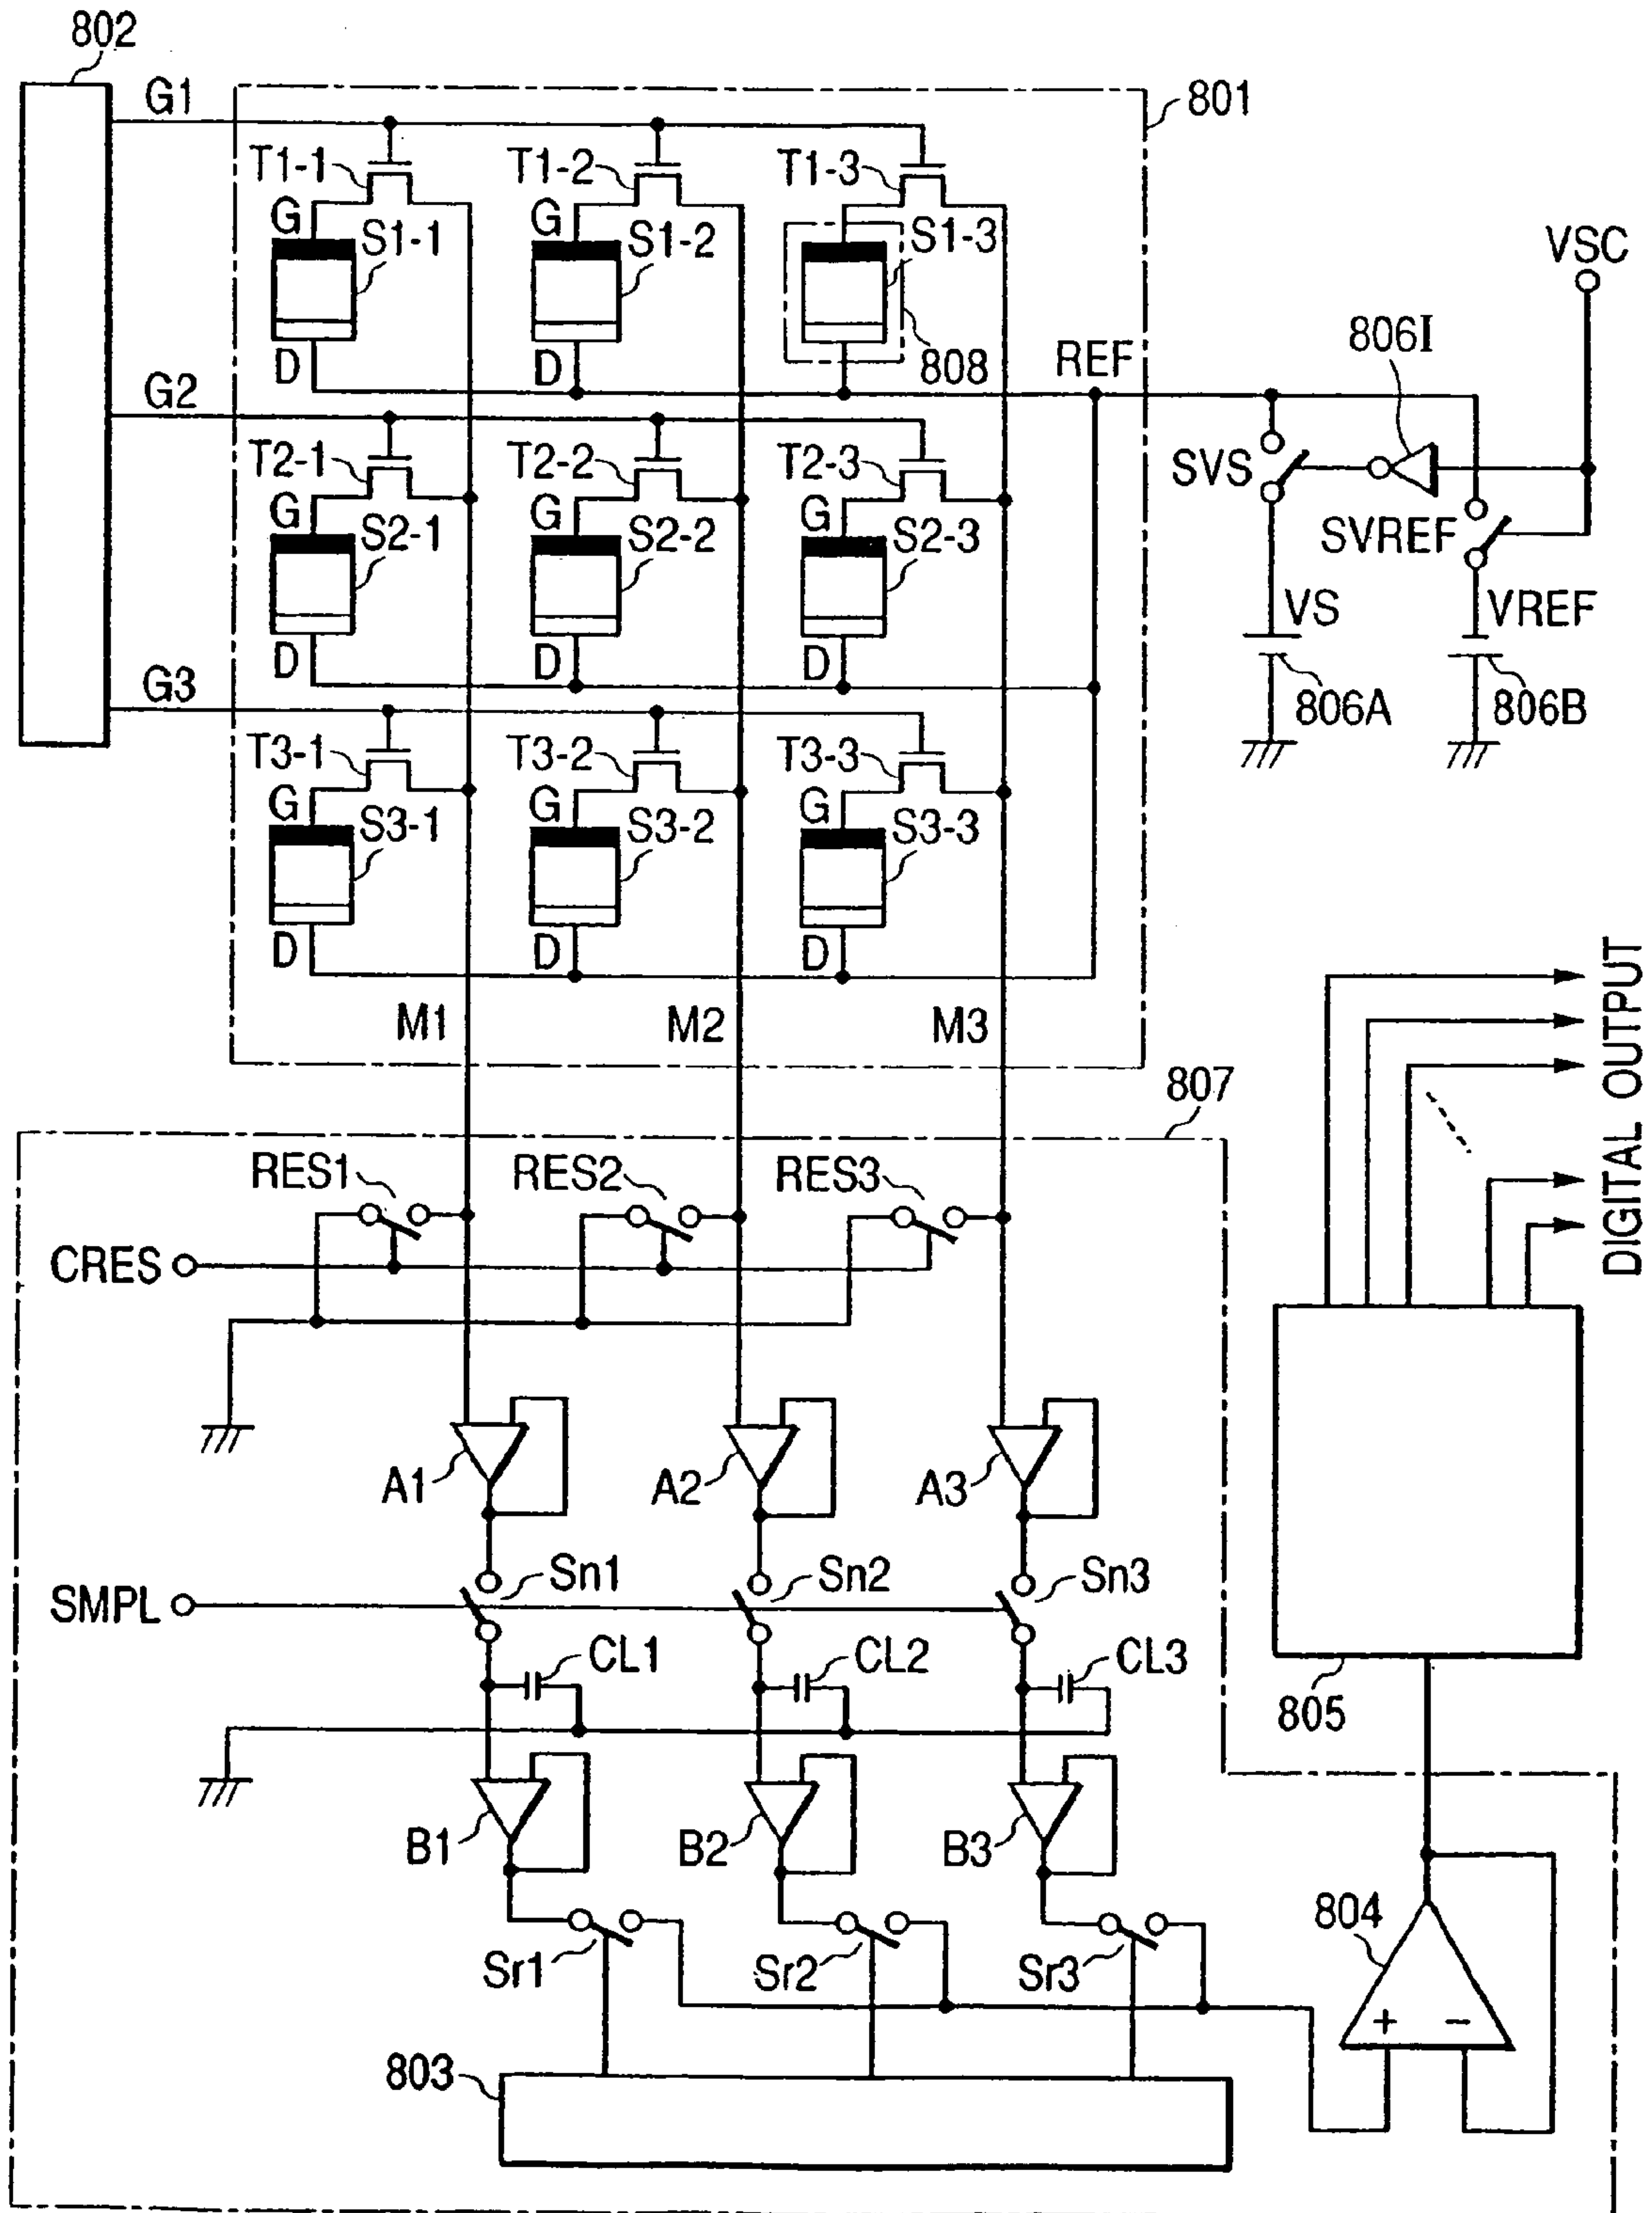 802
G1
801
T1-1
T1-2
T1-3
G
S1-1
G
S1-2
S1-3
VSC
806I
D
D
808
REF
G2
T2-1
T2-2
T2-3
SVS
G
S2-1
G
S2-2
G
S2-3
SVREF
VS
VREF
D
D
D
G3
806A
806B
T3-1
T3-2
T3-3
G
S3-1
G
S3-2
G
S3-3
D
D
D
M1
M2
M3
DIGITAL OUTPUT
807
RES1
RES2
RES3
CRES
A1
A2
A3
SMPL
Sn1
Sn2
Sn3
CL1
CL2
CL3
805
B1
B2
B3
804
Sr1
Sr2
Sr3
+
−
803